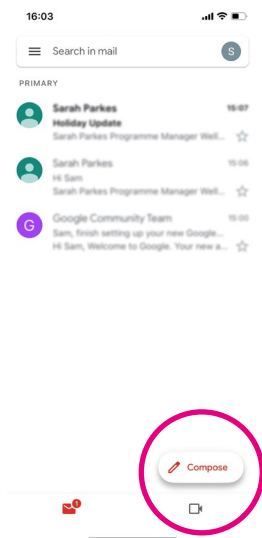 16:03
Search in mail
S
PRIMARY
Sarah Parkes
15:07
Holiday Update
Sarah Parkes Programme Manager Well...
Sarah Parkes
15:06
Hi Sam
Sarah Parkes Programme Manager Well...
G
Google Community Team
15:00
Sam, finish setting up your new Google...
Hi Sam, Welcome to Google. Your new a...
Compose
1